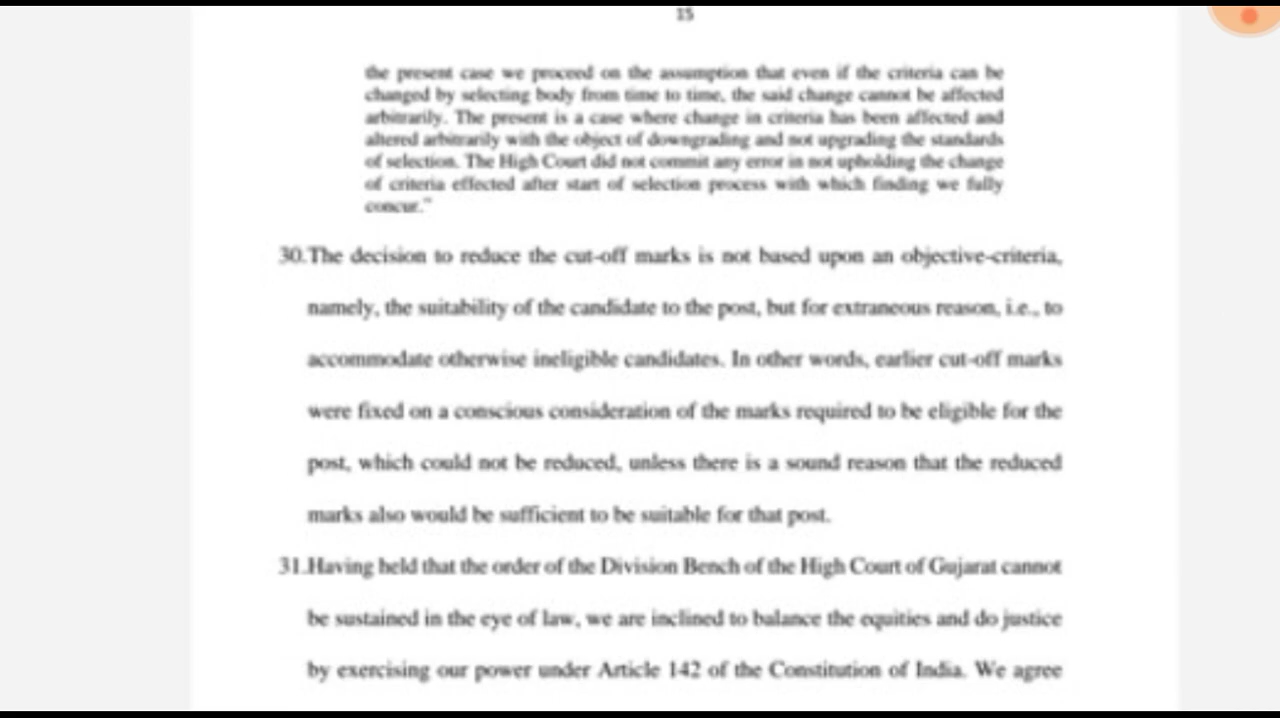 15
the present case we proceed on the assumption that even if the criteria can be
changed by selecting body from time to time, the said change cannot be affected
arbitrarily. The present is a case where change in criteria has been affected and
altered arbitrarily with the object of downgrading and not upgrading the standards
of selection. The High Court did not commit any error in not upholding the change
of criteria effected after start of selection process with which finding we fully
concur."
30.The decision to reduce the cut-off marks is not based upon an objective-criteria,
namely, the suitability of the candidate to the post, but for extraneous reason, i.e., to
accommodate otherwise ineligible candidates. In other words, earlier cut-off marks
were fixed on a conscious consideration of the marks required to be eligible for the
post, which could not be reduced, unless there is a sound reason that the reduced
marks also would be sufficient to be suitable for that post.
31.Having held that the order of the Division Bench of the High Court of Gujarat cannot
be sustained in the eye of law, we are inclined to balance the equities and do justice
by exercising our power under Article 142 of the Constitution of India. We agree